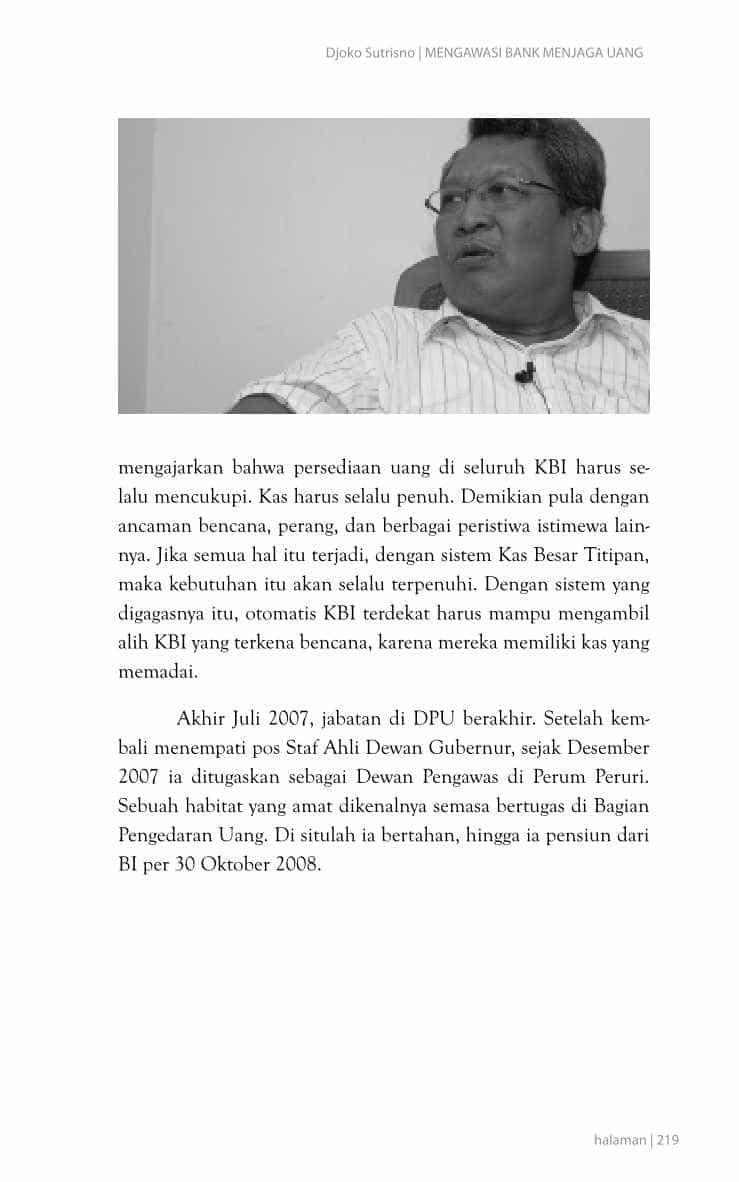 Djoko Sutrisno | MENGAWASI BANK MENJAGA UANG
mengajarkan bahwa persediaan uang di seluruh KBI harus se-
lalu mencukupi. Kas harus selalu penuh. Demikian pula dengan
ancaman bencana, perang, dan berbagai peristiwa istimewa lain-
nya. Jika semua hal itu terjadi, dengan sistem Kas Besar Titipan,
maka kebutuhan itu akan selalu terpenuhi. Dengan sistem yang
digagasnya itu, otomatis KBI terdekat harus mampu mengambil
alih KBI yang terkena bencana, karena mereka memiliki kas yang
memadai.
Akhir Juli 2007, jabatan di DPU berakhir. Setelah kem-
bali menempati pos Staf Ahli Dewan Gubernur, sejak Desember
2007 ia ditugaskan sebagai Dewan Pengawas di Perum Peruri.
Sebuah habitat yang amat dikenalnya semasa bertugas di Bagian
Pengedaran Uang. Di situlah ia bertahan, hingga ia pensiun dari
BI per 30 Oktober 2008.
halaman | 219